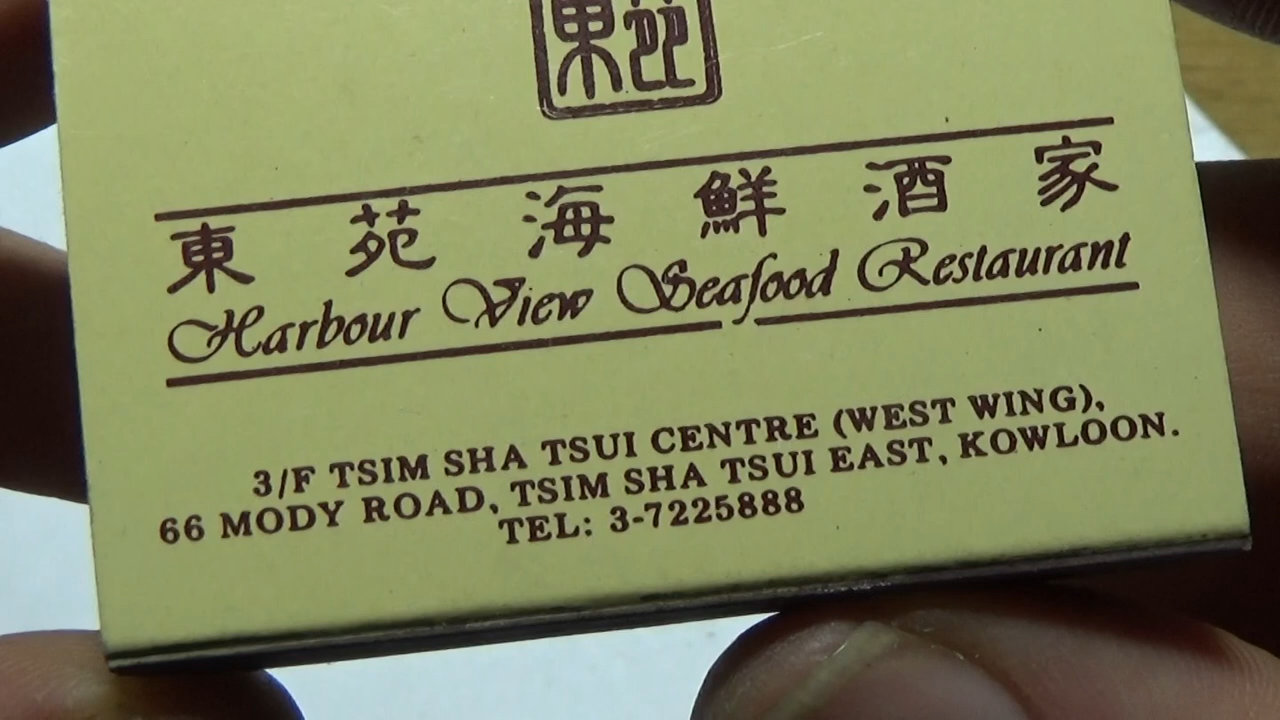 東苑
東苑海鮮酒家
Harbour View Seafood Restaurant
3/F TSIM SHA TSUI CENTRE (WEST WING),
66 MODY ROAD, TSIM SHA TSUI EAST, KOWLOON.
TEL: 3-7225888